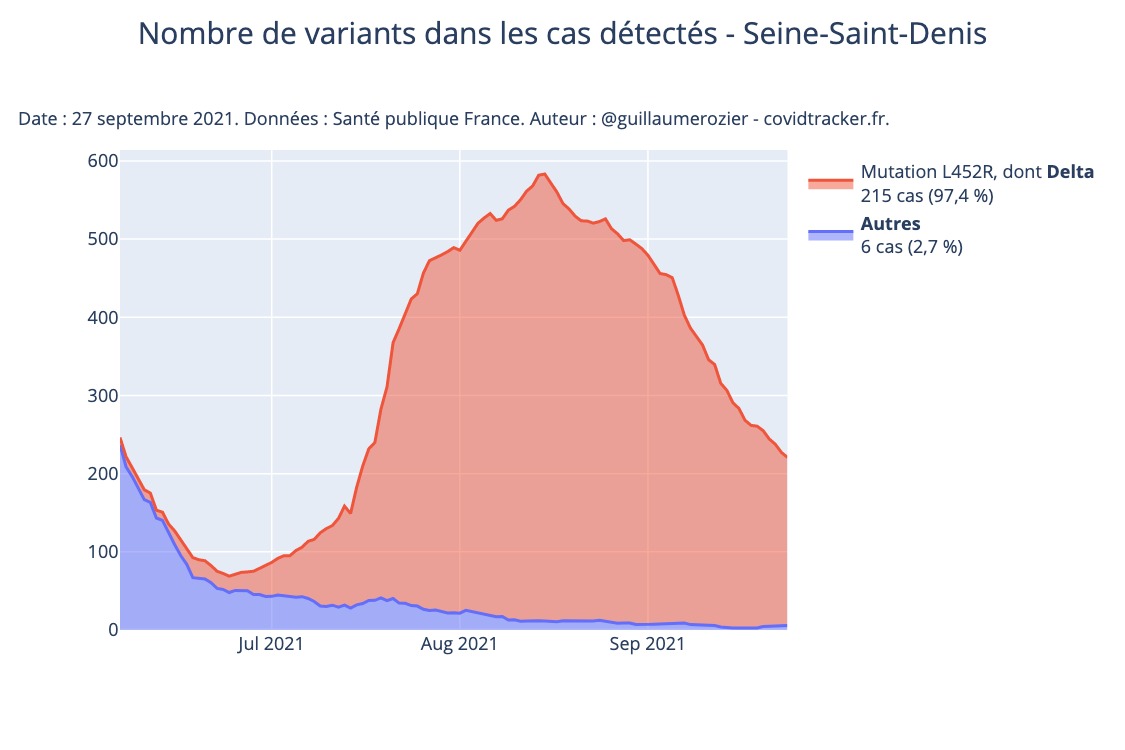 Nombre de variants dans les cas détectés - Seine-Saint-Denis
Date : 27 septembre 2021. Données : Santé publique France. Auteur : @guillaumerozier - covidtracker.fr.
600
500
400
300
200
100
0
Jul 2021
Aug 2021
Sep 2021
Mutation L452R, dont Delta
215 cas (97,4 %)
Autres
6 cas (2,7 %)